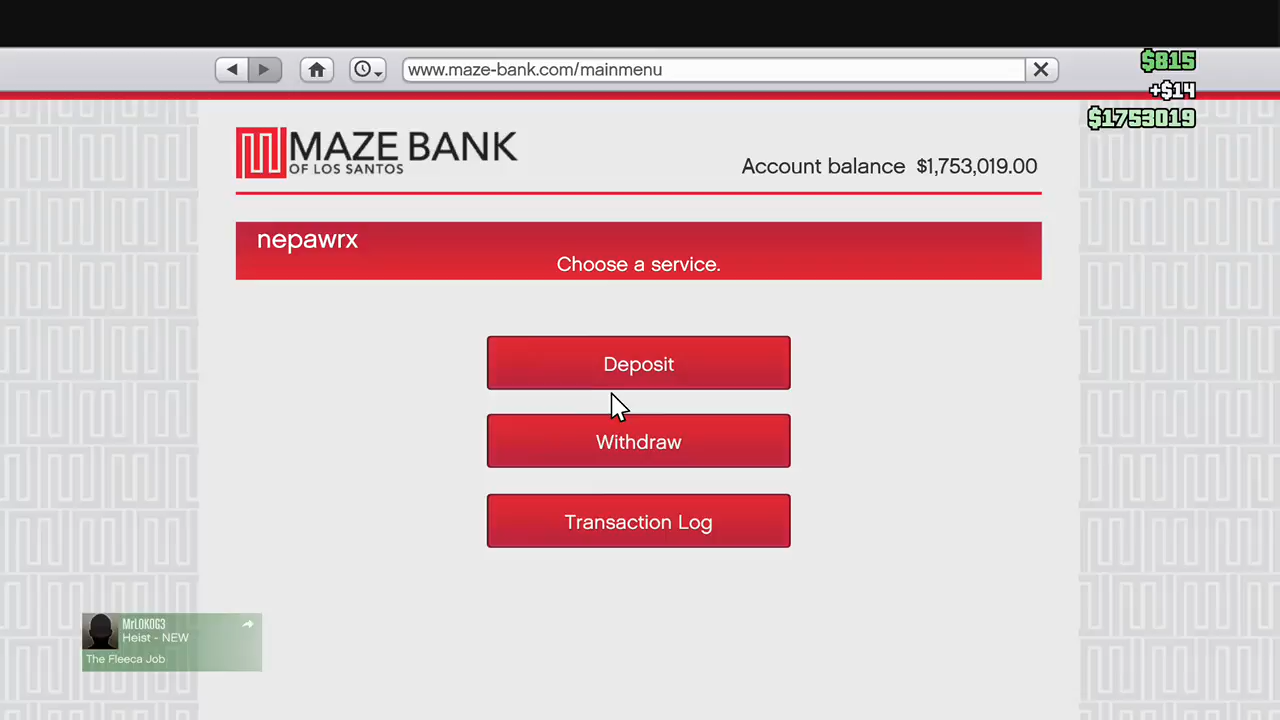 www.maze-bank.com/mainmenu
$815
+$14
$1753019
MAZE BANK
OF LOS SANTOS
Account balance $1,753,019.00
nepawrx
Choose a service.
Deposit
Withdraw
Transaction Log
MrLOKOG3
Heist - NEW
The Fleeca Job